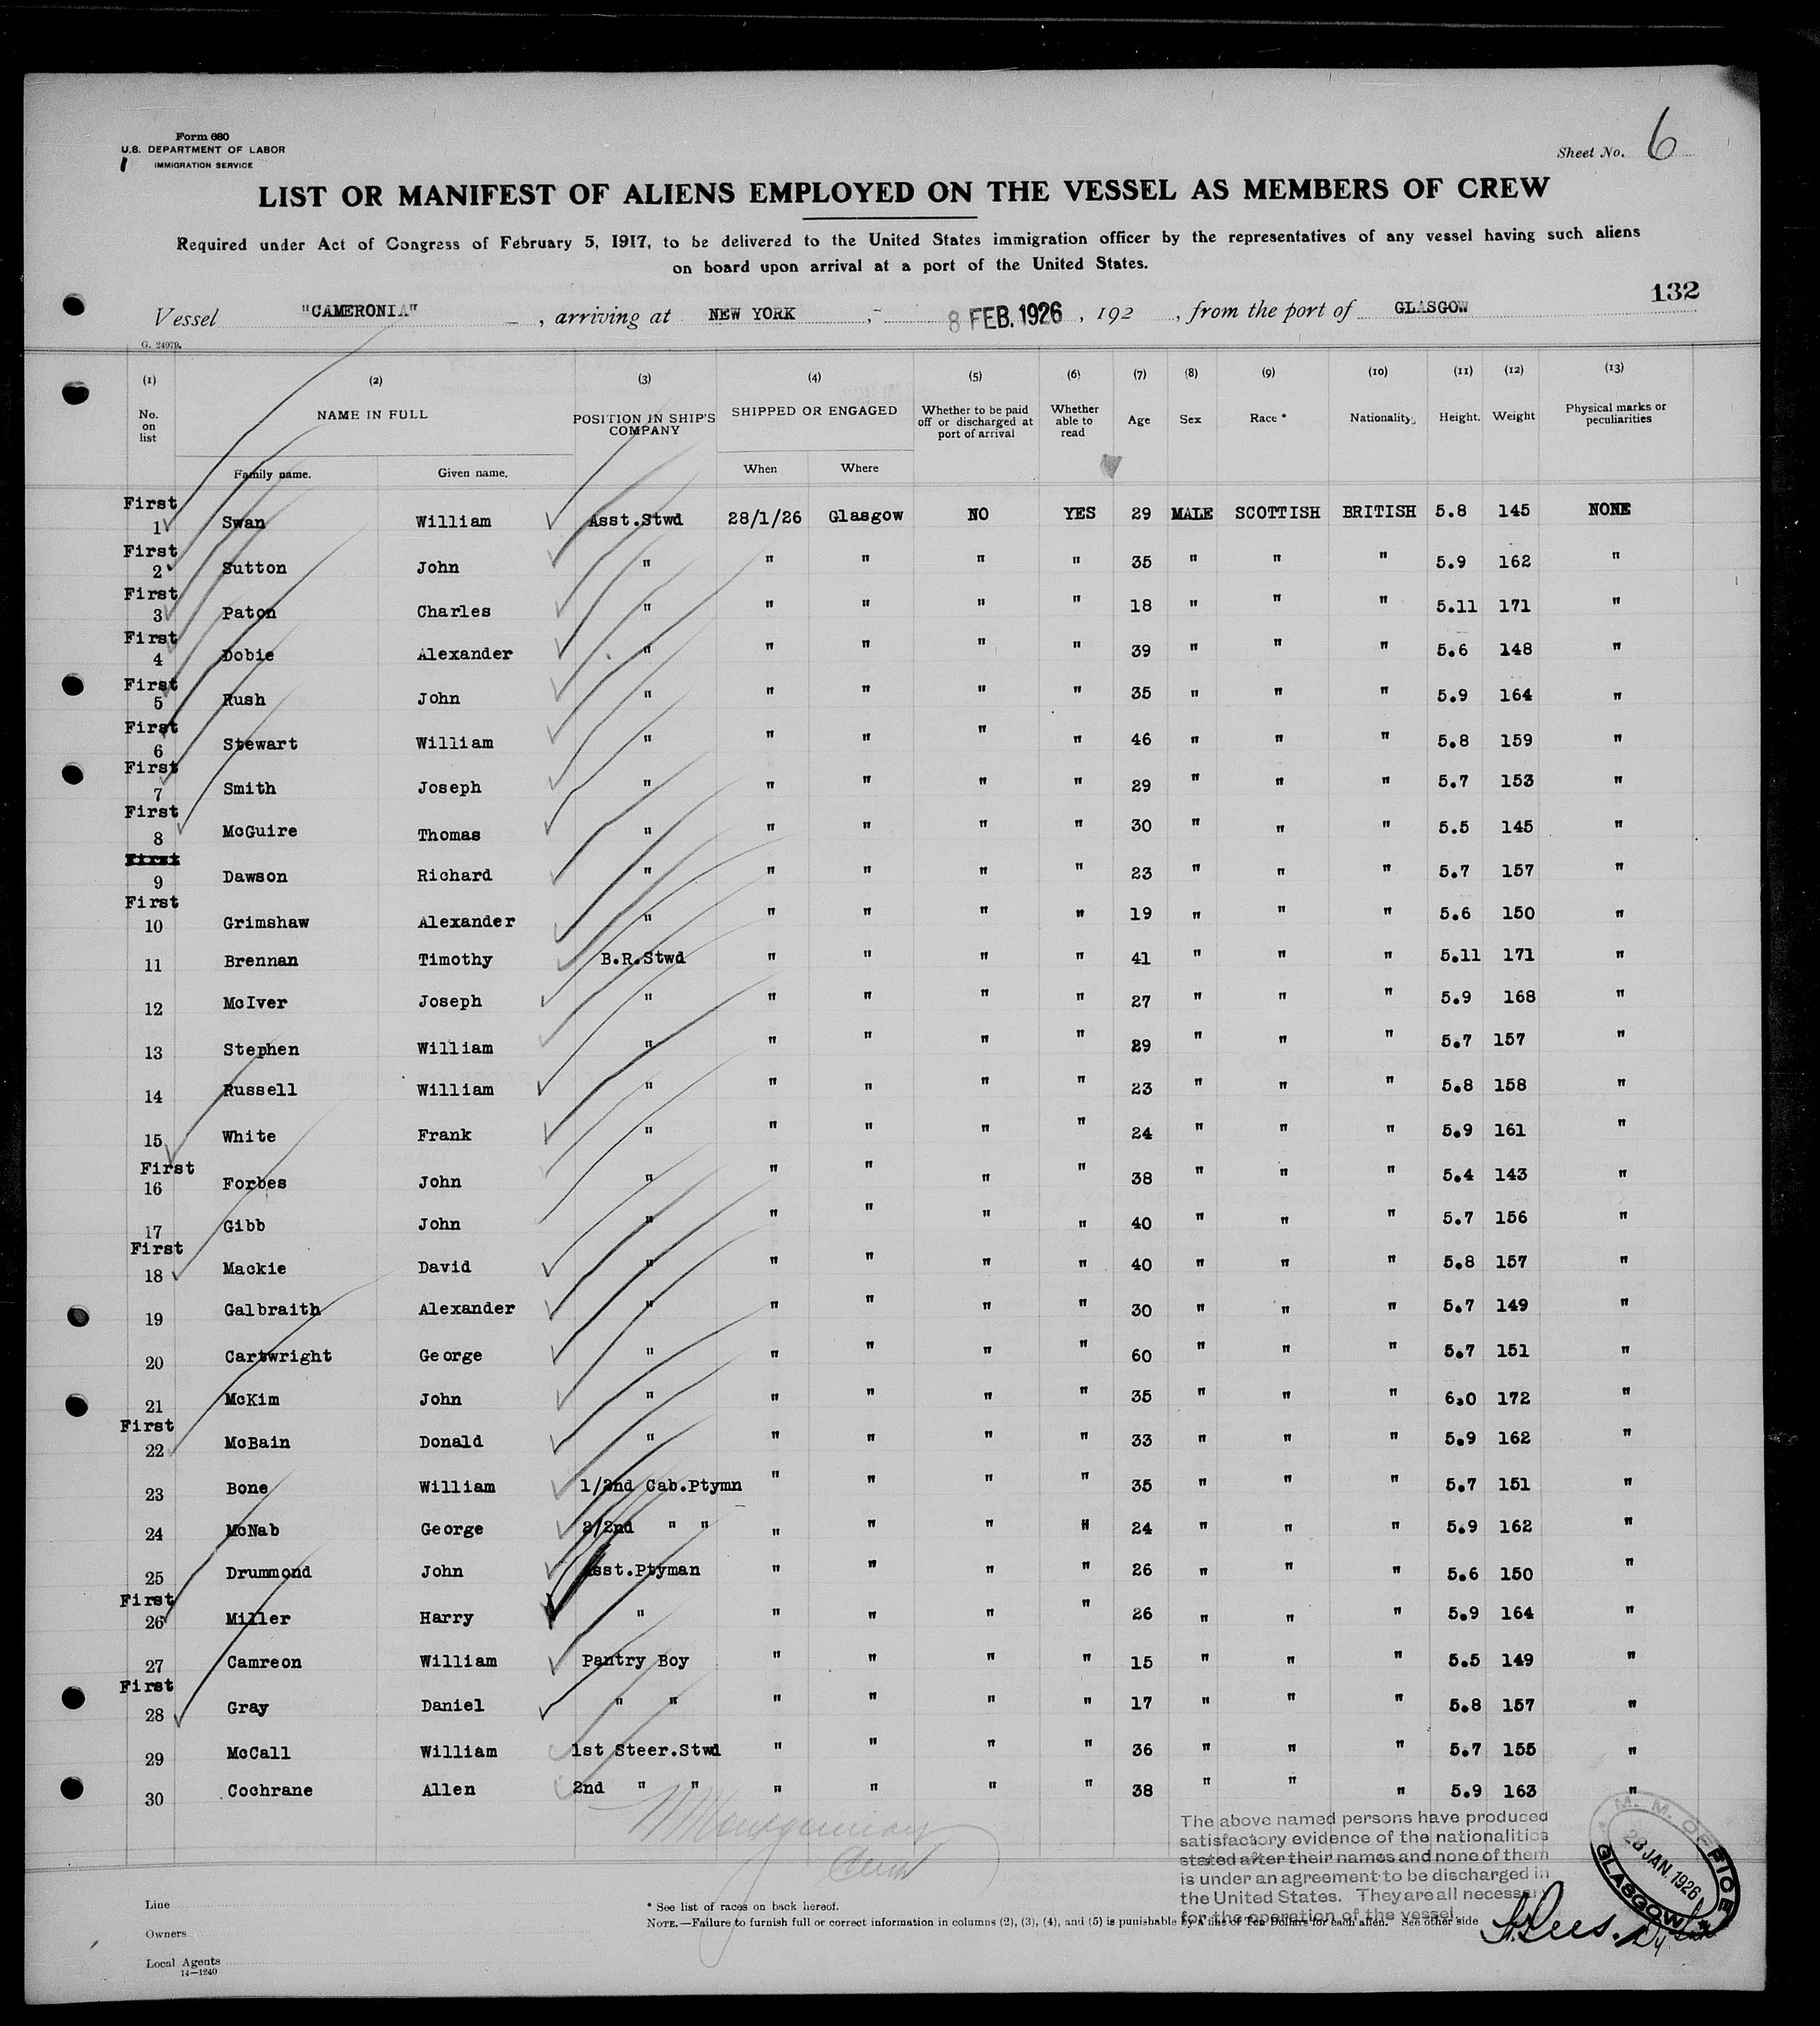 Form 680
U.S. DEPARTMENT OF LABOR
IMMIGRATION SERVICE
Sheet No. 6
LIST OR MANIFEST OF ALIENS EMPLOYED ON THE VESSEL AS MEMBERS OF CREW
Required under Act of Congress of February 5, 1917, to be delivered to the United States immigration officer by the representatives of any vessel having such aliens
on board upon arrival at a port of the United States.
132
Vessel "CAMERONIA", arriving at NEW YORK, 8 FEB. 1926, 192 , from the port of GLASGOW
G. 24979.
(1) (2) (3) (4) (5) (6) (7) (8) (9) (10) (11) (12) (13)
No. on list NAME IN FULL POSITION IN SHIP'S COMPANY SHIPPED OR ENGAGED Whether to be paid off or discharged at port of arrival Whether able to read Age Sex Race * Nationality. Height. Weight Physical marks or peculiarities
Family name. Given name. When Where
First 1 Swan William Asst.Stwd 28/1/26 Glasgow NO YES 29 MALE SCOTTISH BRITISH 5.8 145 NONE
First 2 Sutton John " " " " " 35 " " " 5.9 162 "
First 3 Paton Charles " " " " " 18 " " " 5.11 171 "
First 4 Dobie Alexander " " " " " 39 " " " 5.6 148 "
First 5 Rush John " " " " " 35 " " " 5.9 164 "
First 6 Stewart William " " " " " 46 " " " 5.8 159 "
First 7 Smith Joseph " " " " " 29 " " " 5.7 153 "
First 8 McGuire Thomas " " " " " 30 " " " 5.5 145 "
First 9 Dawson Richard " " " " " 23 " " " 5.7 157 "
First 10 Grimshaw Alexander " " " " " 19 " " " 5.6 150 "
11 Brennan Timothy B.R.Stwd " " " " 41 " " " 5.11 171 "
12 McIver Joseph " " " " " 27 " " " 5.9 168 "
13 Stephen William " " " " " 29 " " " 5.7 157 "
14 Russell William " " " " " 23 " " " 5.8 158 "
15 White Frank " " " " " 24 " " " 5.9 161 "
First 16 Forbes John " " " " " 38 " " " 5.4 143 "
17 Gibb John " " " " " 40 " " " 5.7 156 "
First 18 Mackie David " " " " " 40 " " " 5.8 157 "
19 Galbraith Alexander " " " " " 30 " " " 5.7 149 "
20 Cartwright George " " " " " 60 " " " 5.7 151 "
21 McKim John " " " " " 35 " " " 6.0 172 "
First 22 McBain Donald " " " " " 33 " " " 5.9 162 "
23 Bone William 1/2nd Cab.Ptymn " " " " 35 " " " 5.7 151 "
24 McNab George 2/2nd " " " " " " 24 " " " 5.9 162 "
25 Drummond John Asst.Ptyman " " " " 26 " " " 5.6 150 "
First 26 Miller Harry " " " " " 26 " " " 5.9 164 "
27 Camreon William Pantry Boy " " " " 15 " " " 5.5 149 "
First 28 Gray Daniel " " " " " " 17 " " " 5.8 157 "
29 McCall William 1st Steer.Stwd " " " " 36 " " " 5.7 155 "
30 Cochrane Allen 2nd " " " " " " 38 " " " 5.9 163 "
The above named persons have produced
satisfactory evidence of the nationalities
stated after their names and none of them
is under an agreement to be discharged in
the United States. They are all necessary
for the operation of the vessel.
M. M. OFFICE
28 JAN. 1926
GLASGOW
Line
Owners
Local Agents
14—1240
* See list of races on back hereof.
NOTE.—Failure to furnish full or correct information in columns (2), (3), (4), and (5) is punishable by a fine of Ten Dollars for each alien. See other side